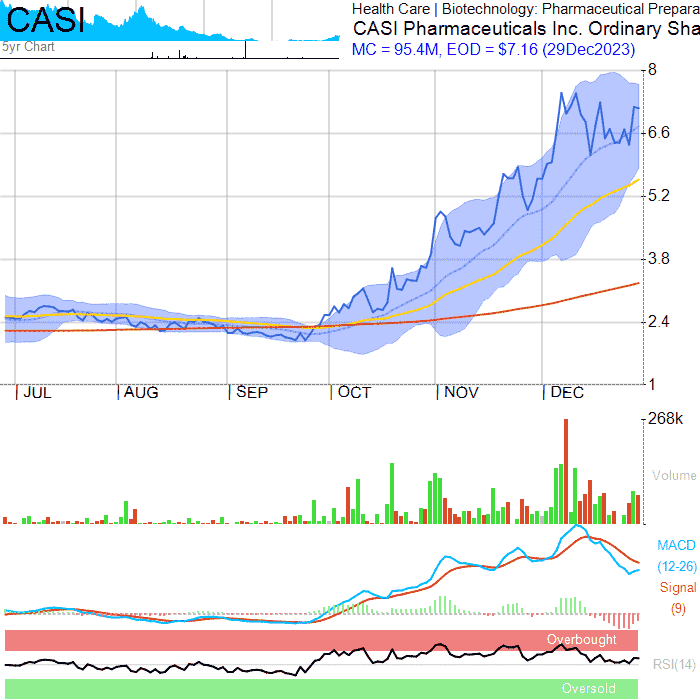 CASI
5yr Chart
Health Care | Biotechnology: Pharmaceutical Prepara
CASI Pharmaceuticals Inc. Ordinary Sha
MC = 95.4M, EOD = $7.16 (29Dec2023)
8
6.6
5.2
3.8
2.4
1
| JUL | AUG | SEP | OCT | NOV | DEC
268k
Volume
MACD
(12-26)
Signal
(9)
Overbought
RSI(14)
Oversold